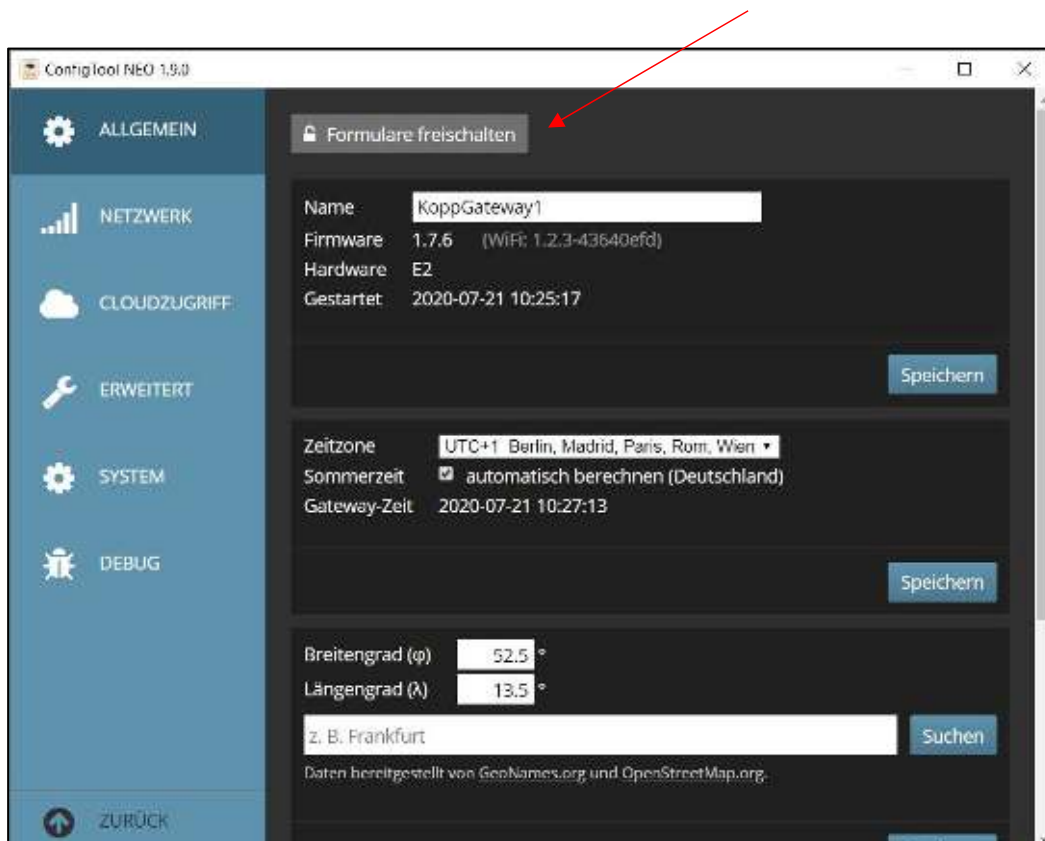 ConfigTool NEO 1.9.0
ALLGEMEIN
NETZWERK
CLOUDZUGRIFF
ERWEITERT
SYSTEM
DEBUG
ZURÜCK
Formulare freischalten
Name KoppGateway1
Firmware 1.7.6 (WiFi: 1.2.3-43640efd)
Hardware E2
Gestartet 2020-07-21 10:25:17
Speichern
Zeitzone UTC+1 Berlin, Madrid, Paris, Rom, Wien
Sommerzeit automatisch berechnen (Deutschland)
Gateway-Zeit 2020-07-21 10:27:13
Speichern
Breitengrad (φ) 52.5 °
Längengrad (λ) 13.5 °
z. B. Frankfurt Suchen
Daten bereitgestellt von GeoNames.org und OpenStreetMap.org.